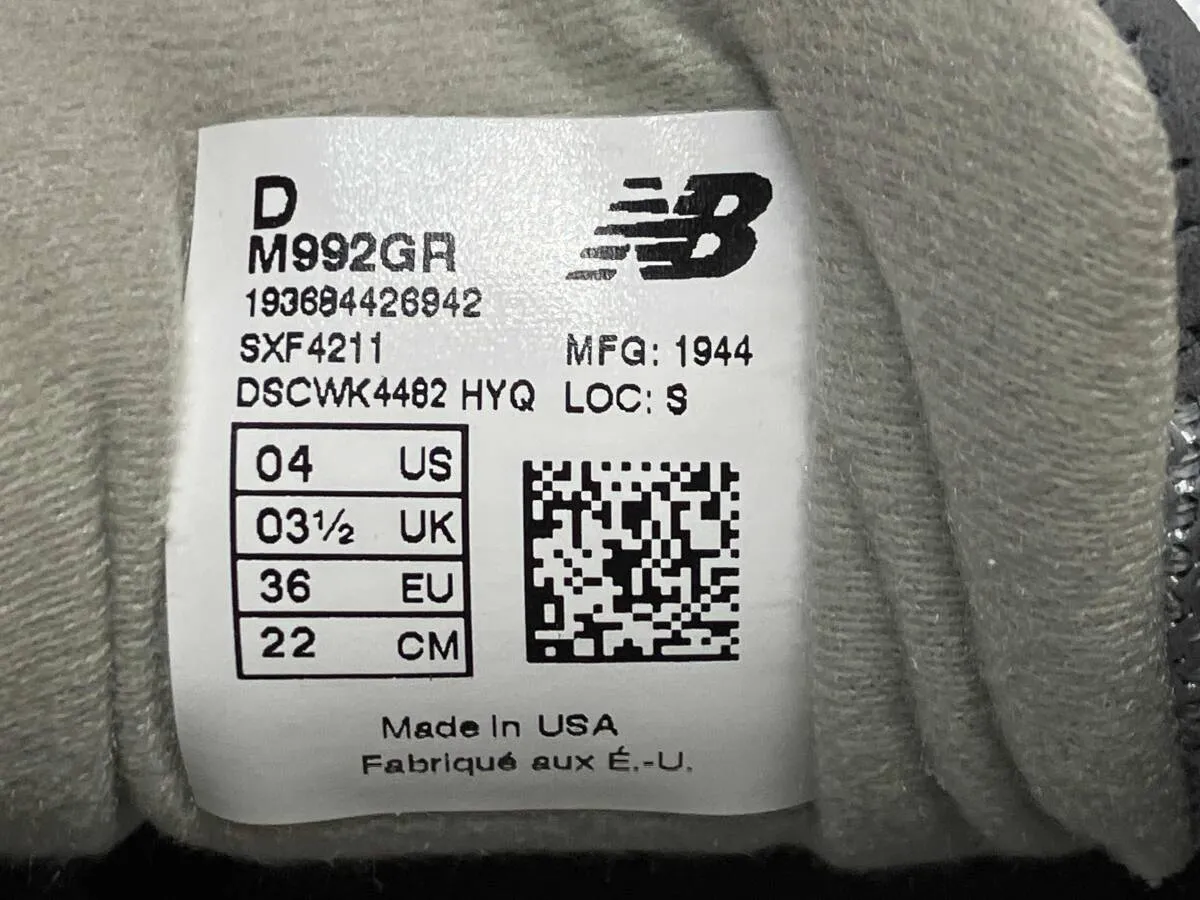 D
NB
M992GR
193684426942
SXF4211 MFG: 1944
DSCWK4482 HYQ LOC: S
04 US
03½ UK
36 EU
22 CM
Made In USA
Fabriqué aux É.-U.